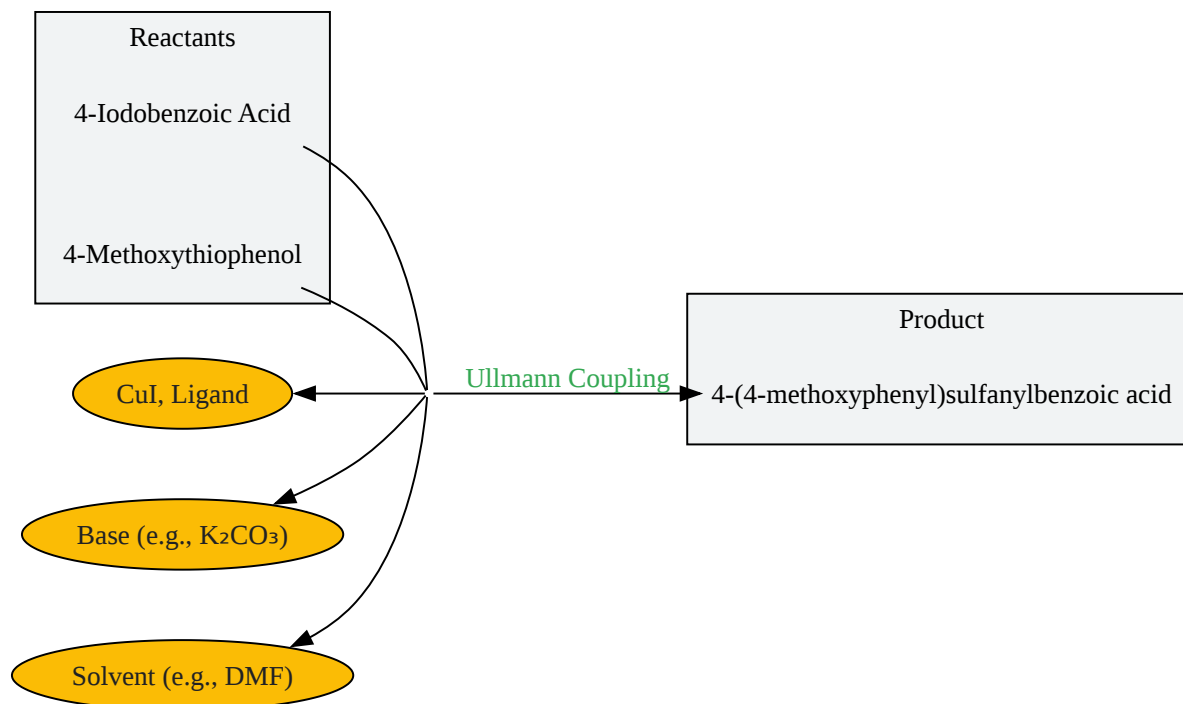 Reactants
4-Iodobenzoic Acid
4-Methoxythiophenol
CuI, Ligand
Base (e.g., K₂CO₃)
Solvent (e.g., DMF)
Ullmann Coupling
Product
4-(4-methoxyphenyl)sulfanylbenzoic acid